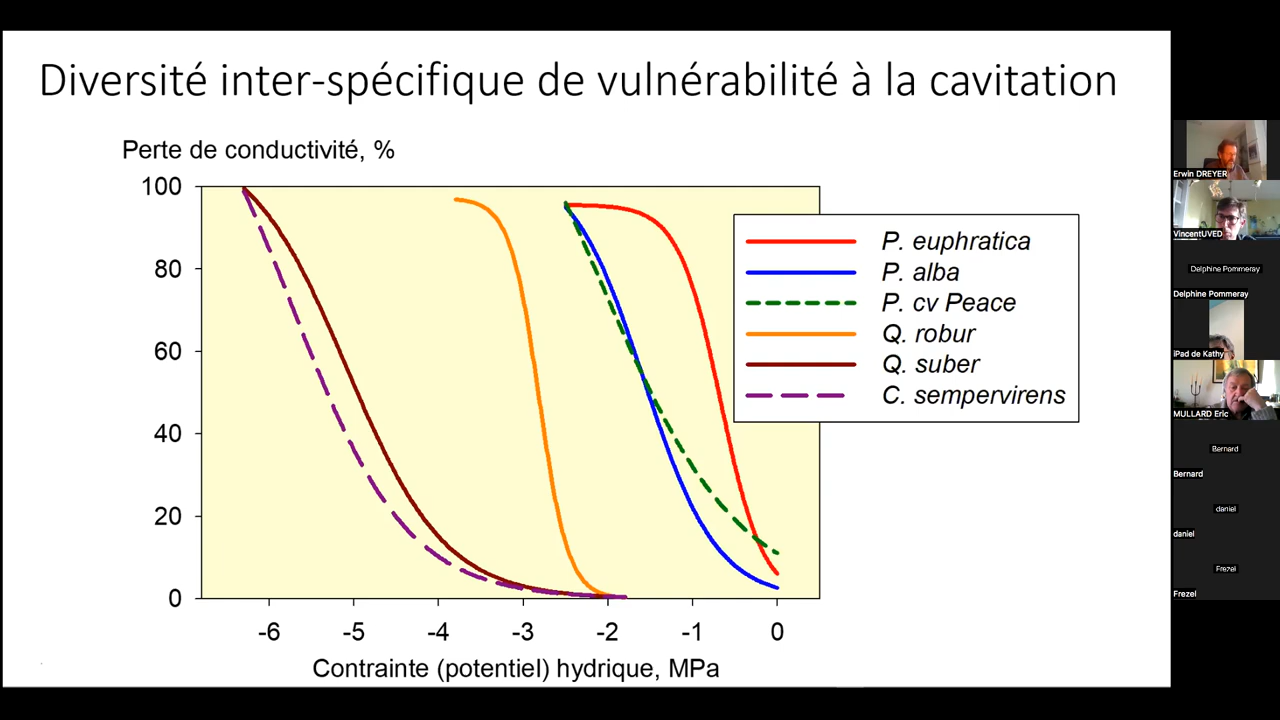 Diversité inter-spécifique de vulnérabilité à la cavitation
Perte de conductivité, %
100
80
60
40
20
0
-6 -5 -4 -3 -2 -1 0
Contrainte (potentiel) hydrique, MPa
P. euphratica
P. alba
P. cv Peace
Q. robur
Q. suber
C. sempervirens
Erwin DREYER
VincentUVED
Delphine Pommeray
Delphine Pommeray
iPad de Kathy
MULLARD Eric
Bernard
Bernard
daniel
daniel
Frezel
Frezel